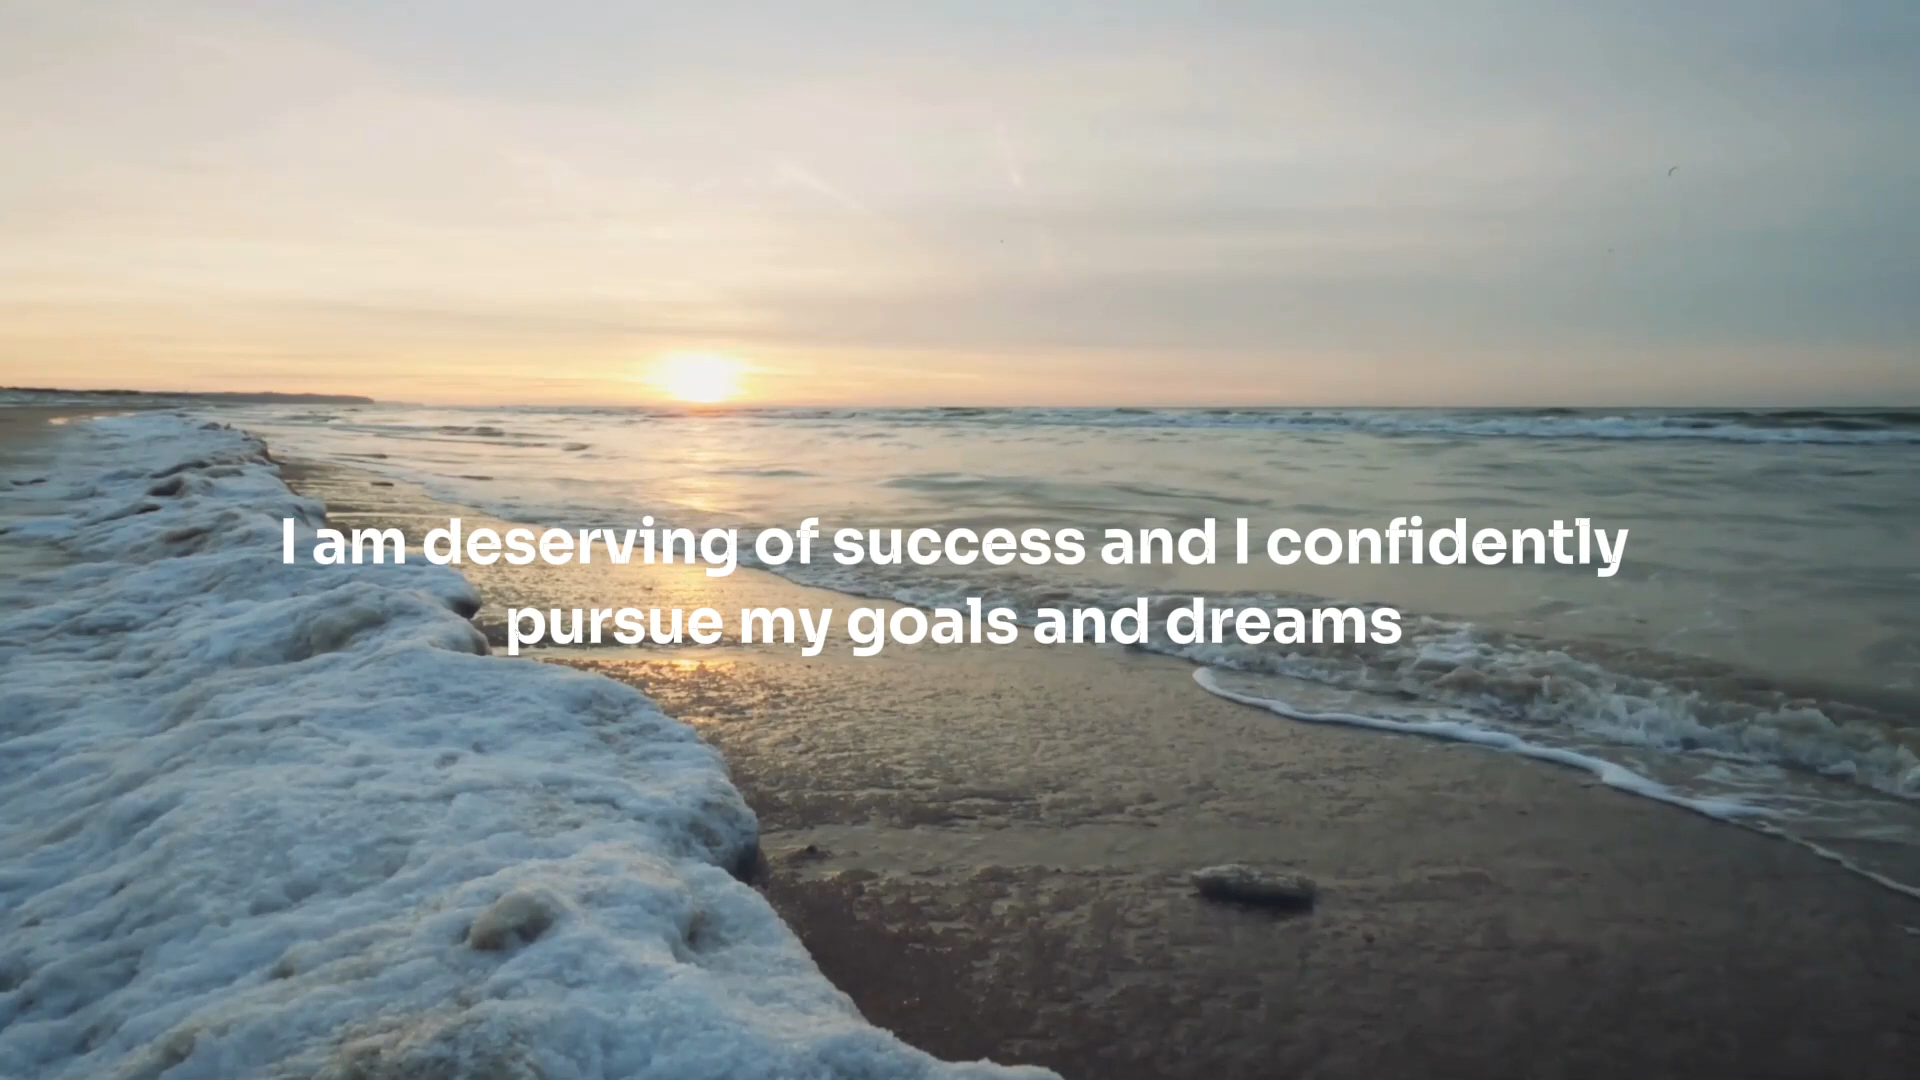 I am deserving of success and I confidently
pursue my goals and dreams